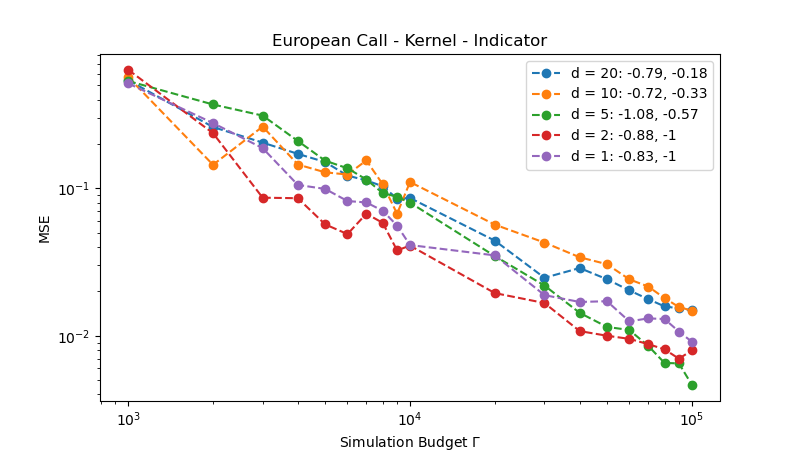 European Call - Kernel - Indicator
d = 20: -0.79, -0.18
d = 10: -0.72, -0.33
d = 5: -1.08, -0.57
d = 2: -0.88, -1
d = 1: -0.83, -1
MSE
10⁻¹
10⁻²
10³
10⁴
10⁵
Simulation Budget Γ